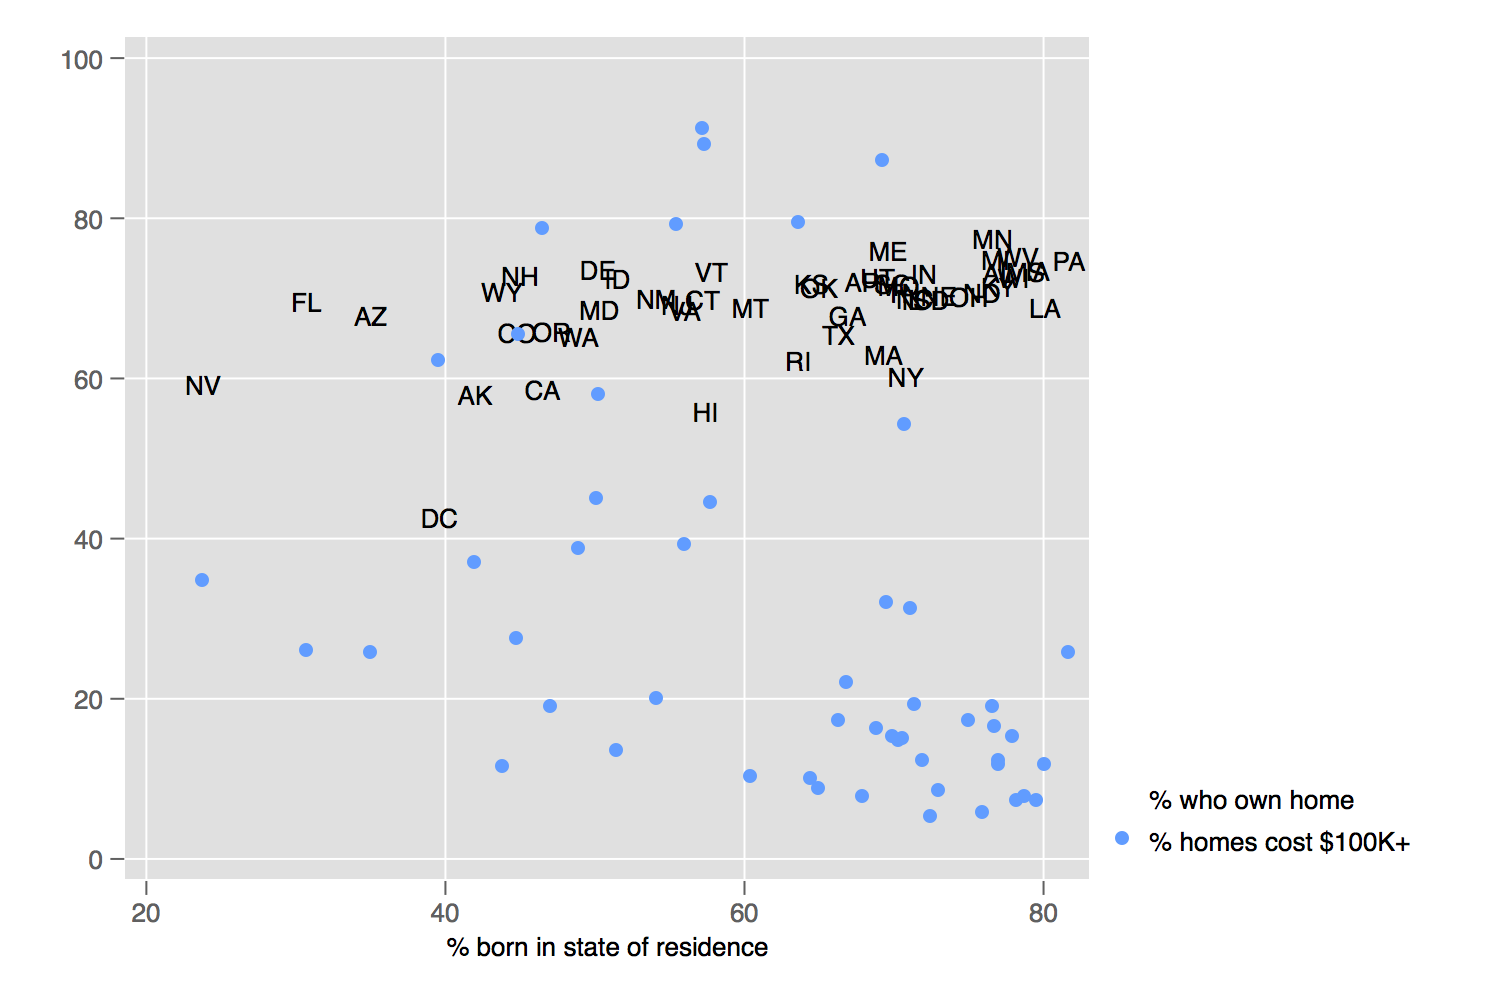 100
80
60
40
20
0
MN
ME
WV
PA
DE
VT
IN
NH
ID
KS
OK
UT
WY
NM
CT
OH
FL
MD
MT
LA
AZ
GA
CO
OR
WA
TX
RI
MA
NY
NV
AK
CA
HI
DC
% who own home
% homes cost $100K+
20 40 60 80
% born in state of residence